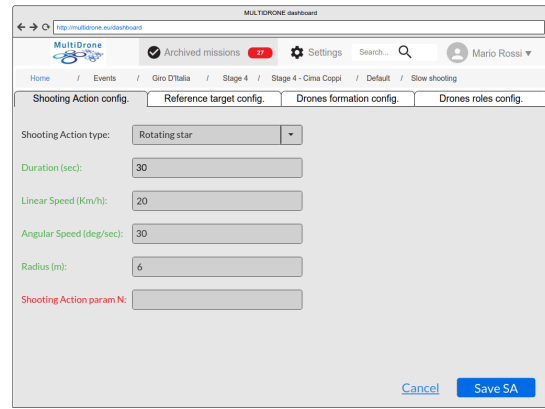 MULTIDRONE dashboard
http://multidrone.eu/dashboard
MultiDrone
Archived missions 27 Settings Search... Mario Rossi
Home / Events / Giro D'Italia / Stage 4 / Stage 4 - Cima Coppi / Default / Slow shooting
Shooting Action config. Reference target config. Drones formation config. Drones roles config.
Shooting Action type: Rotating star
Duration (sec): 30
Linear Speed (Km/h): 20
Angular Speed (deg/sec): 30
Radius (m): 6
Shooting Action param N:
Cancel Save SA